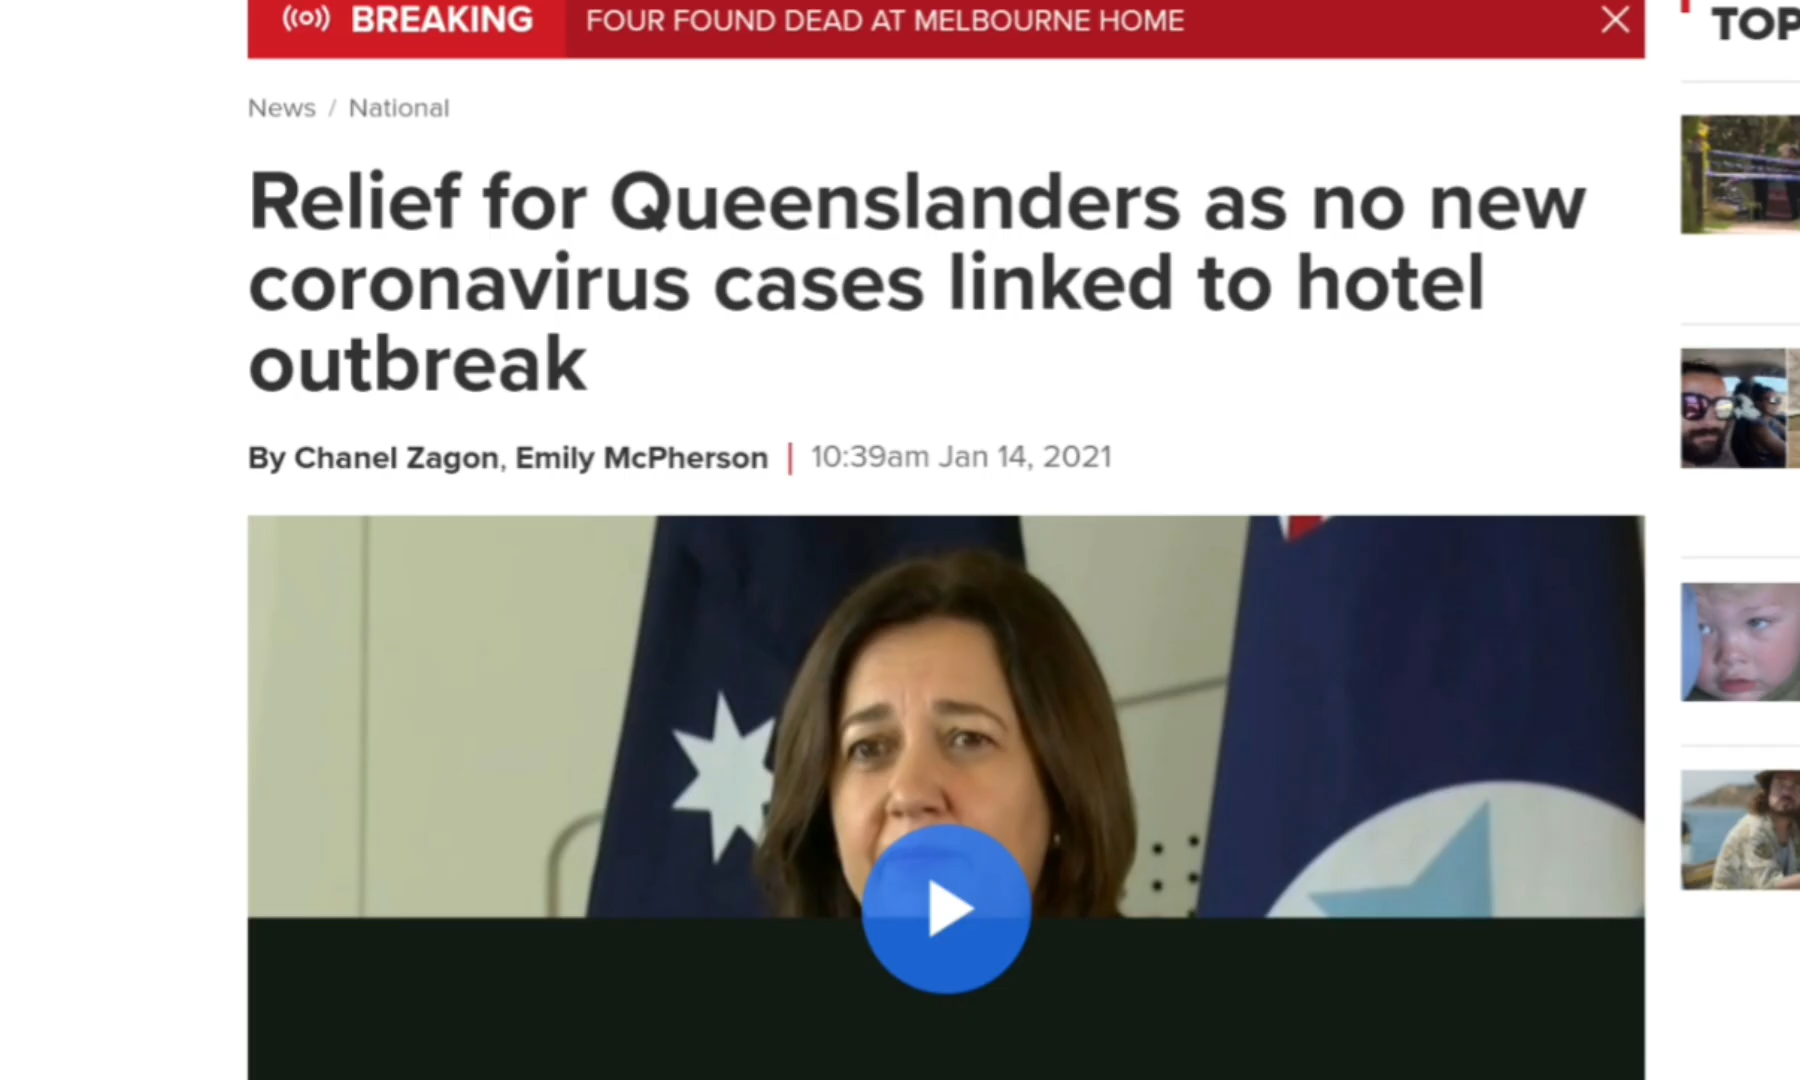 BREAKING FOUR FOUND DEAD AT MELBOURNE HOME
TOP
News / National
Relief for Queenslanders as no new
coronavirus cases linked to hotel
outbreak
By Chanel Zagon, Emily McPherson | 10:39am Jan 14, 2021